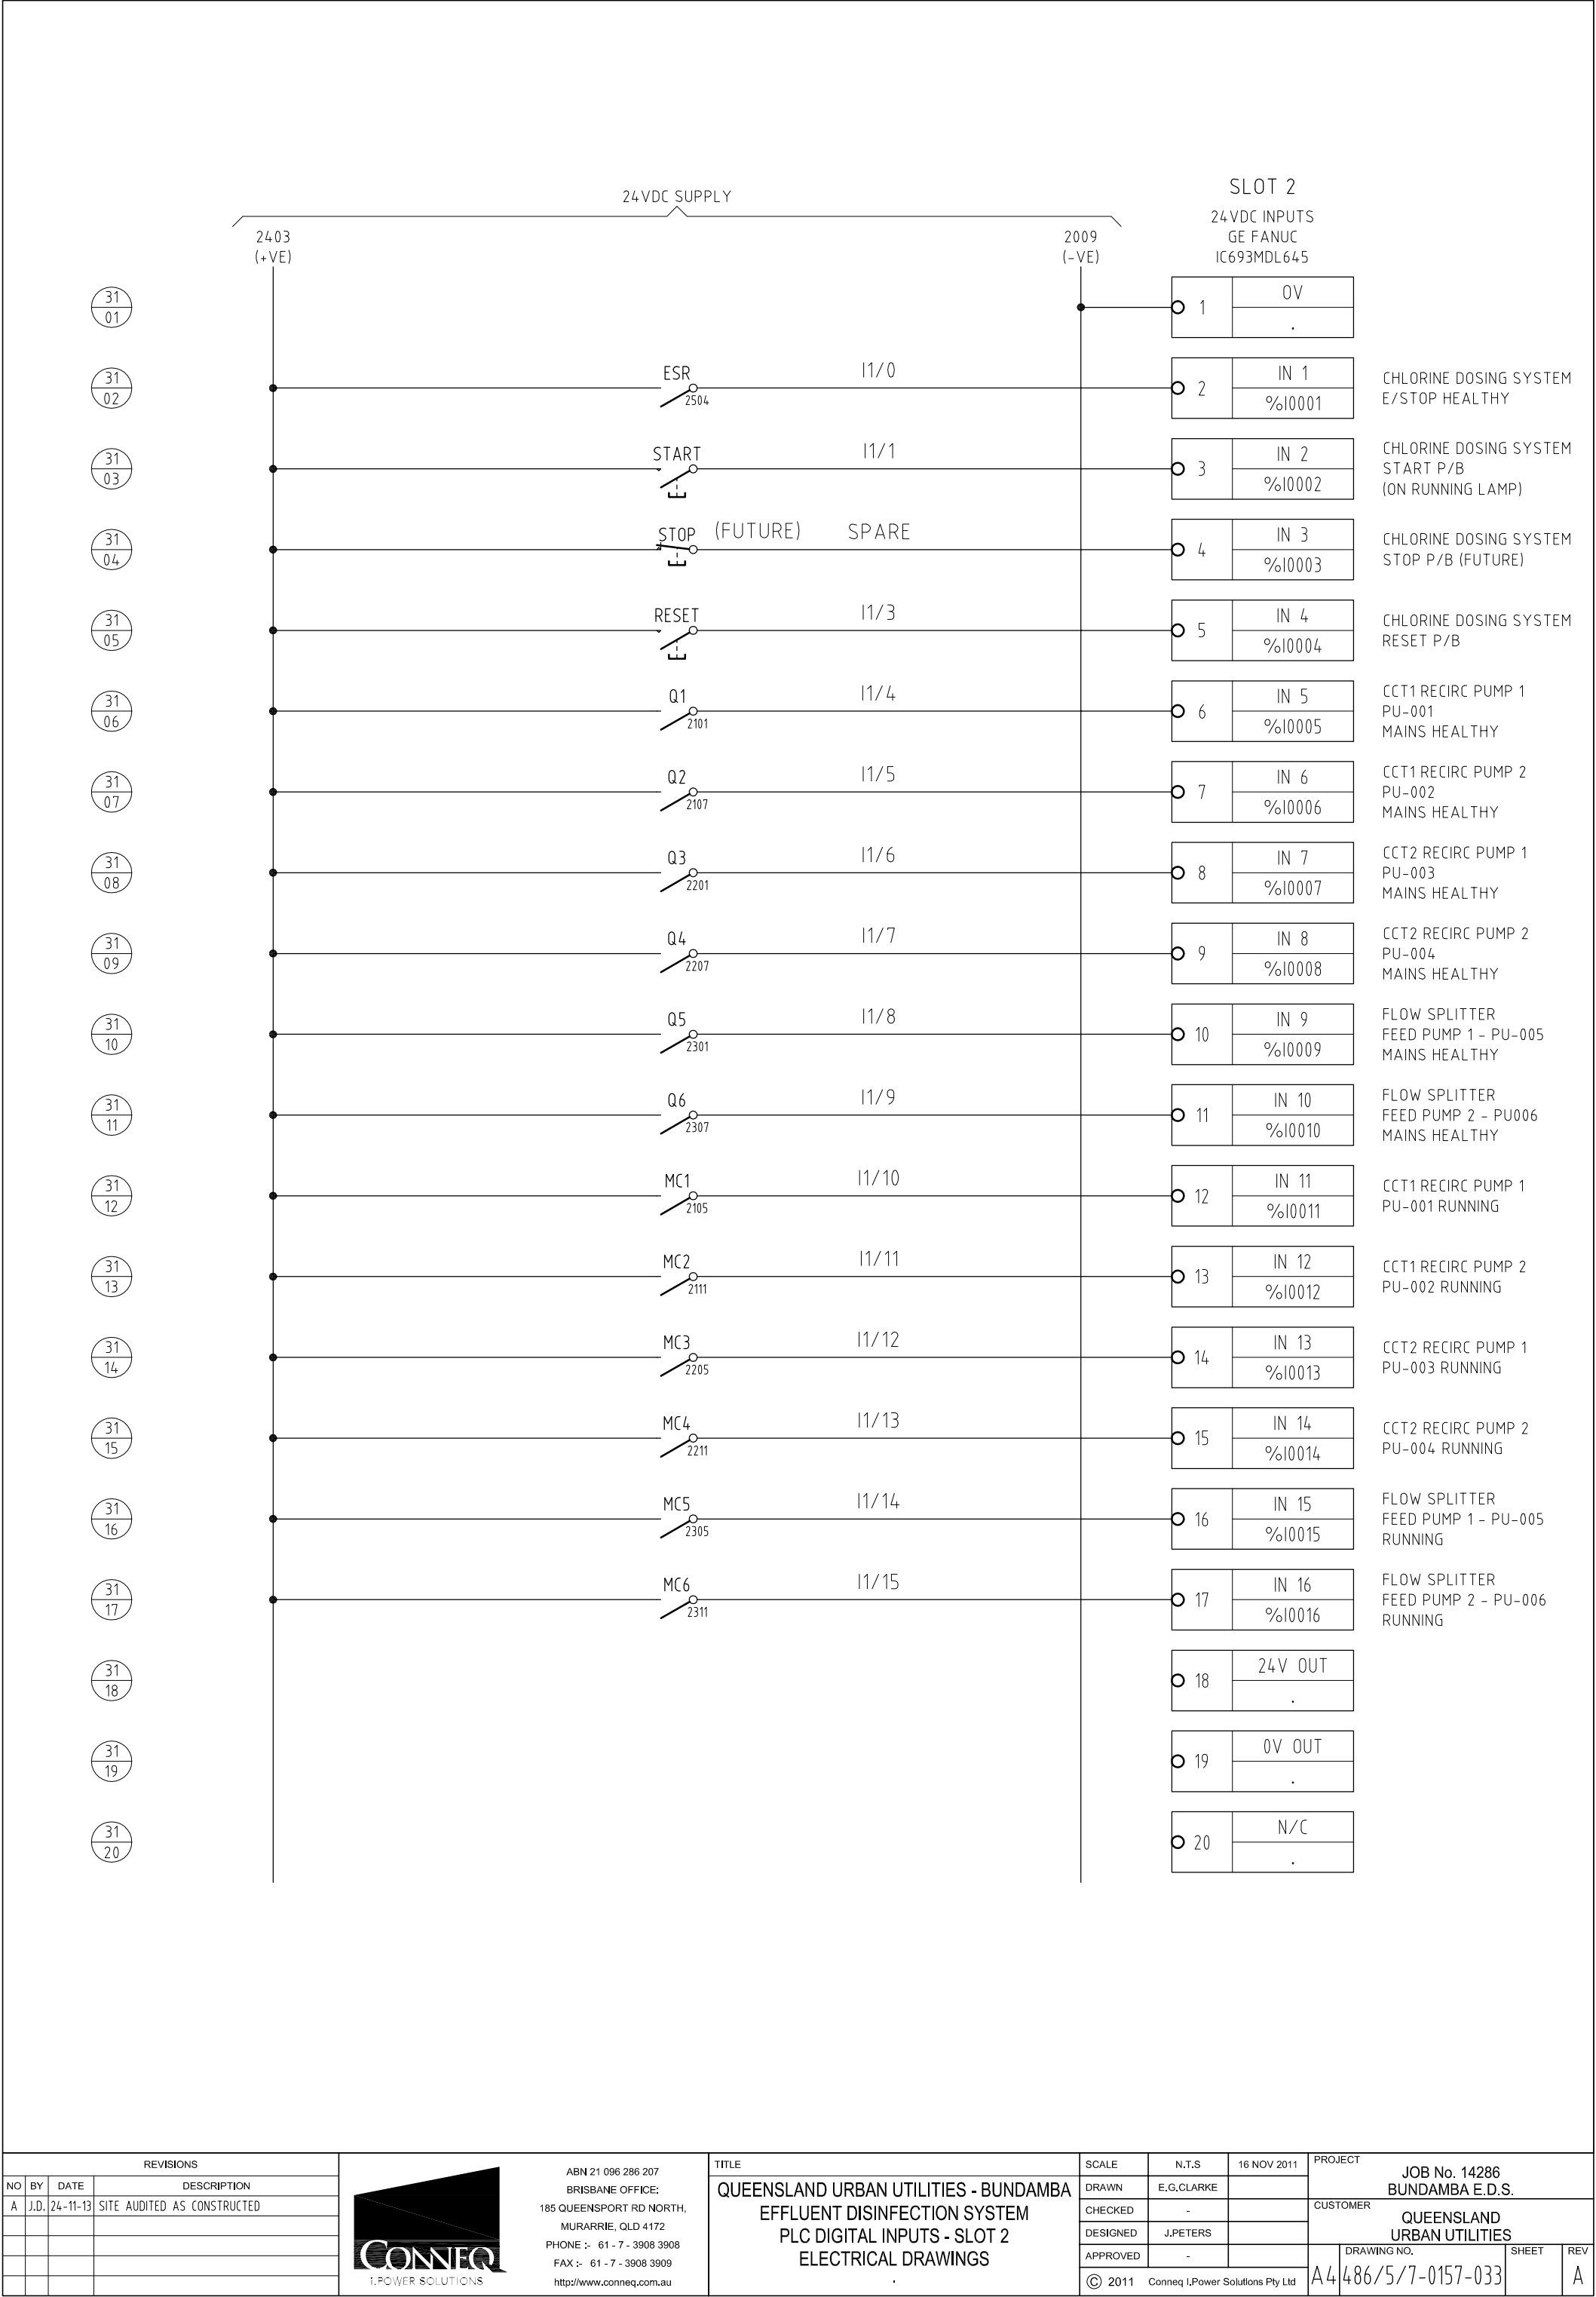 24VDC SUPPLY
2403
(+VE)
2009
(-VE)
SLOT 2
24VDC INPUTS
GE FANUC
IC693MDL645
31
01
1
0V
.
31
02
ESR
2504
I1/0
2
IN 1
%I0001
CHLORINE DOSING SYSTEM
E/STOP HEALTHY
31
03
START
I1/1
3
IN 2
%I0002
CHLORINE DOSING SYSTEM
START P/B
(ON RUNNING LAMP)
31
04
STOP (FUTURE) SPARE
4
IN 3
%I0003
CHLORINE DOSING SYSTEM
STOP P/B (FUTURE)
31
05
RESET
I1/3
5
IN 4
%I0004
CHLORINE DOSING SYSTEM
RESET P/B
31
06
Q1
2101
I1/4
6
IN 5
%I0005
CCT1 RECIRC PUMP 1
PU-001
MAINS HEALTHY
31
07
Q2
2107
I1/5
7
IN 6
%I0006
CCT1 RECIRC PUMP 2
PU-002
MAINS HEALTHY
31
08
Q3
2201
I1/6
8
IN 7
%I0007
CCT2 RECIRC PUMP 1
PU-003
MAINS HEALTHY
31
09
Q4
2207
I1/7
9
IN 8
%I0008
CCT2 RECIRC PUMP 2
PU-004
MAINS HEALTHY
31
10
Q5
2301
I1/8
10
IN 9
%I0009
FLOW SPLITTER
FEED PUMP 1 - PU-005
MAINS HEALTHY
31
11
Q6
2307
I1/9
11
IN 10
%I0010
FLOW SPLITTER
FEED PUMP 2 - PU006
MAINS HEALTHY
31
12
MC1
2105
I1/10
12
IN 11
%I0011
CCT1 RECIRC PUMP 1
PU-001 RUNNING
31
13
MC2
2111
I1/11
13
IN 12
%I0012
CCT1 RECIRC PUMP 2
PU-002 RUNNING
31
14
MC3
2205
I1/12
14
IN 13
%I0013
CCT2 RECIRC PUMP 1
PU-003 RUNNING
31
15
MC4
2211
I1/13
15
IN 14
%I0014
CCT2 RECIRC PUMP 2
PU-004 RUNNING
31
16
MC5
2305
I1/14
16
IN 15
%I0015
FLOW SPLITTER
FEED PUMP 1 - PU-005
RUNNING
31
17
MC6
2311
I1/15
17
IN 16
%I0016
FLOW SPLITTER
FEED PUMP 2 - PU-006
RUNNING
31
18
18
24V OUT
.
31
19
19
0V OUT
.
31
20
20
N/C
.
REVISIONS
NO BY DATE DESCRIPTION
A J.D. 24-11-13 SITE AUDITED AS CONSTRUCTED
CONNEQ
I.POWER SOLUTIONS
ABN 21 096 286 207
BRISBANE OFFICE:
185 QUEENSPORT RD NORTH,
MURARRIE, QLD 4172
PHONE :- 61 - 7 - 3908 3908
FAX :- 61 - 7 - 3908 3909
http://www.conneq.com.au
TITLE
QUEENSLAND URBAN UTILITIES - BUNDAMBA
EFFLUENT DISINFECTION SYSTEM
PLC DIGITAL INPUTS - SLOT 2
ELECTRICAL DRAWINGS
.
SCALE N.T.S 16 NOV 2011
DRAWN E.G.CLARKE
CHECKED -
DESIGNED J.PETERS
APPROVED -
© 2011 Conneq I.Power Solutions Pty Ltd
PROJECT
JOB No. 14286
BUNDAMBA E.D.S.
CUSTOMER
QUEENSLAND
URBAN UTILITIES
DRAWING NO. SHEET REV
A4 486/5/7-0157-033 A